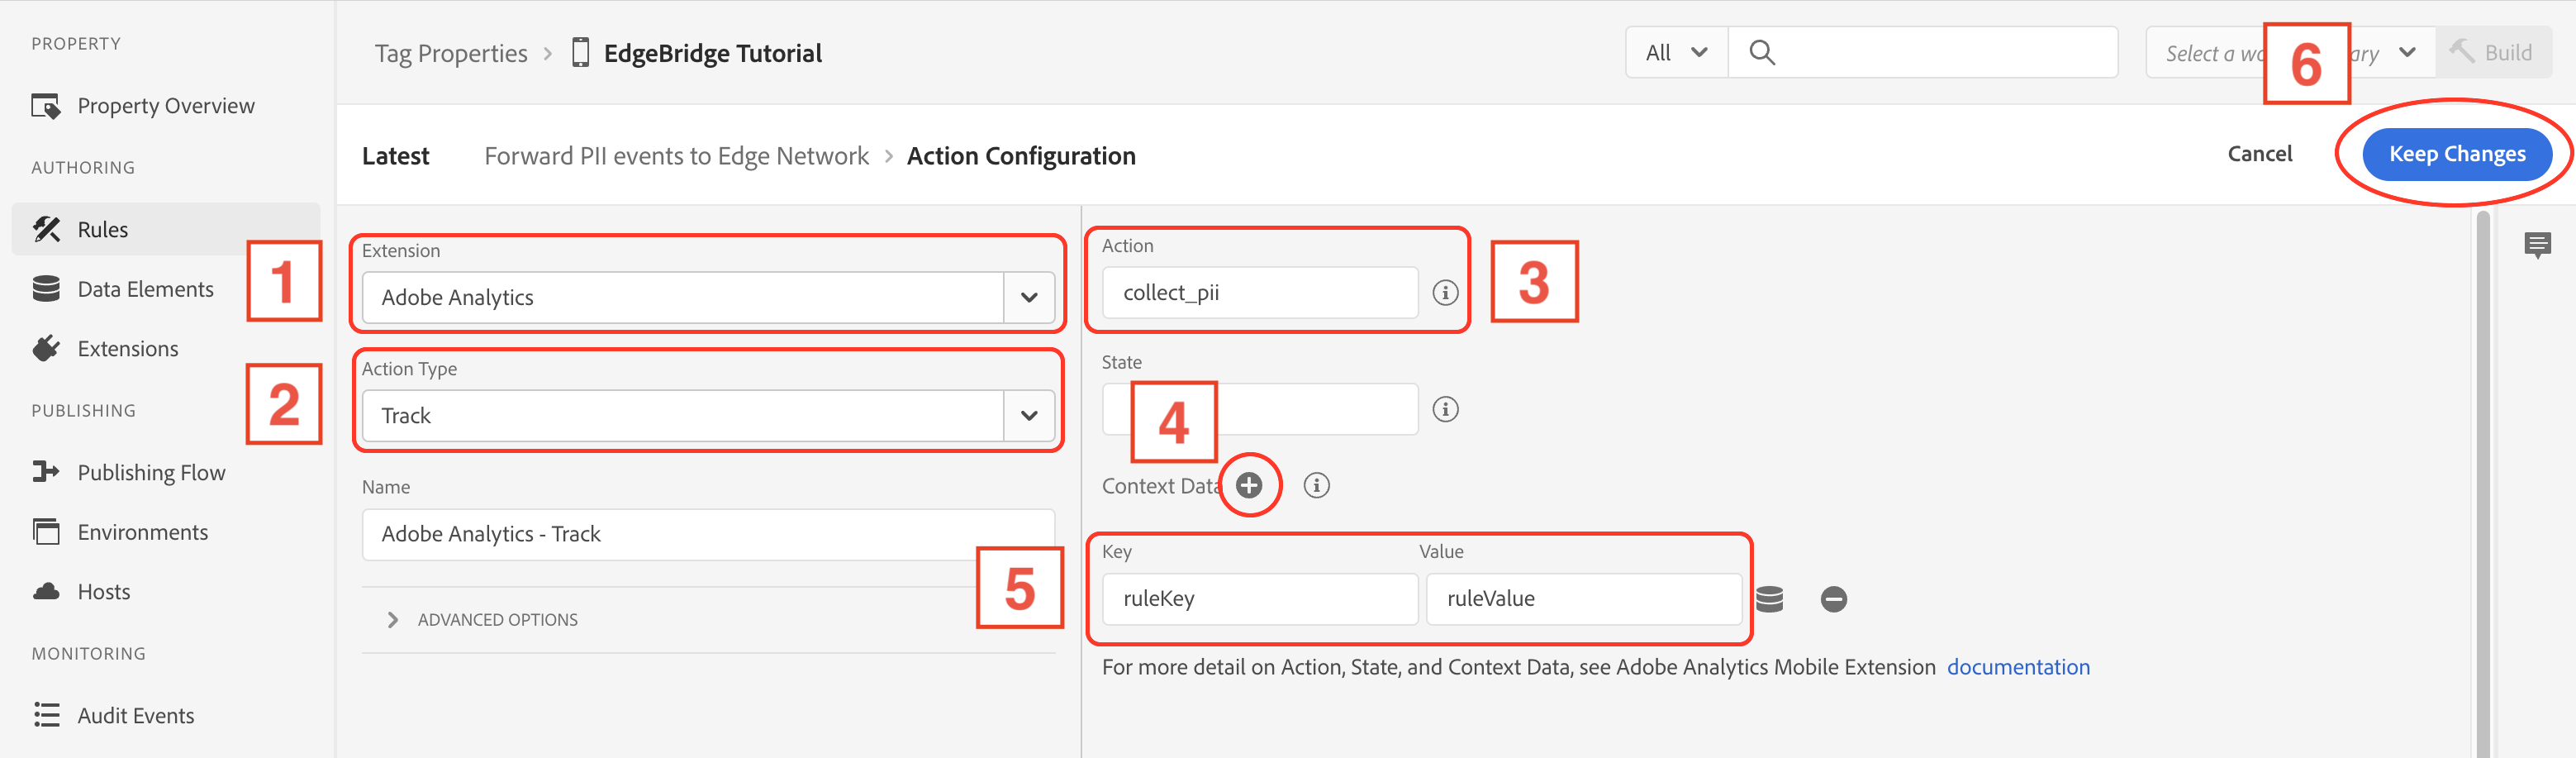 PROPERTY
Property Overview
AUTHORING
Rules
Data Elements
Extensions
PUBLISHING
Publishing Flow
Environments
Hosts
MONITORING
Audit Events
Tag Properties > EdgeBridge Tutorial
All
Select a
Build
6
Latest Forward PII events to Edge Network > Action Configuration
Cancel
Keep Changes
1
Extension
Adobe Analytics
2
Action Type
Track
Name
Adobe Analytics - Track
ADVANCED OPTIONS
Action
collect_pii
3
State
4
Context Data
5
Key Value
ruleKey ruleValue
For more detail on Action, State, and Context Data, see Adobe Analytics Mobile Extension documentation